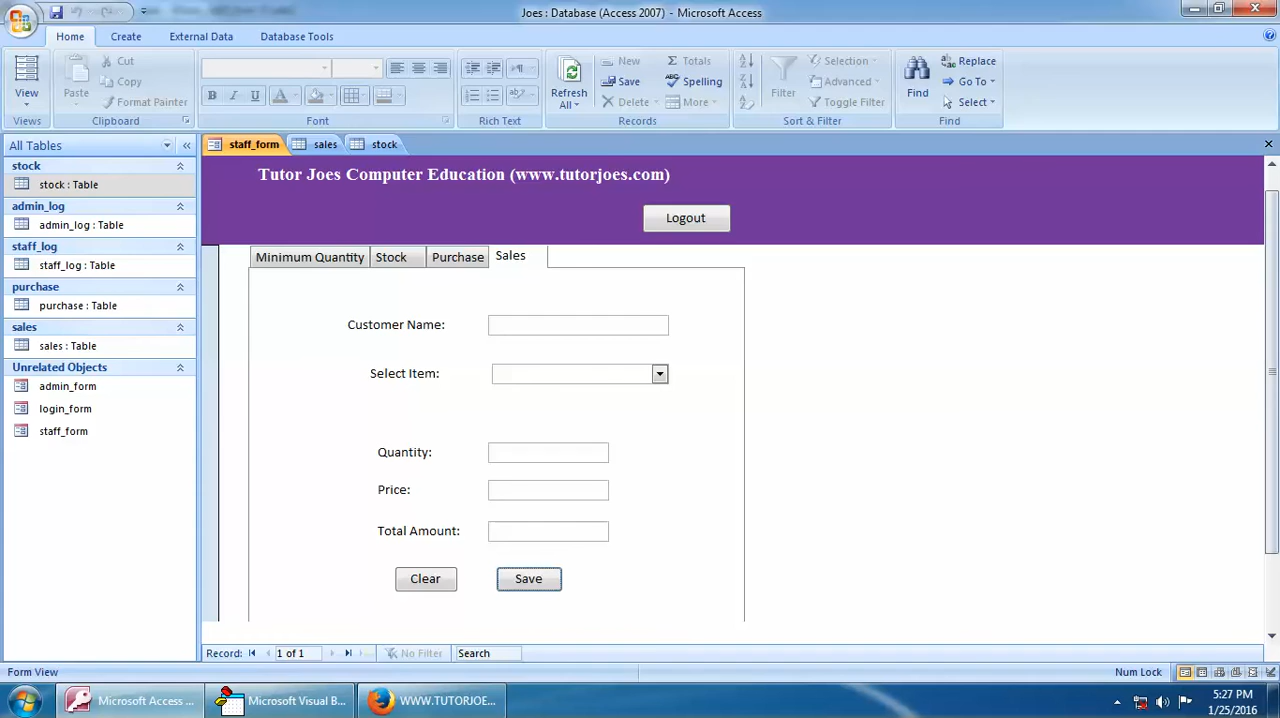 Joes : Database (Access 2007) - Microsoft Access
Home Create External Data Database Tools
View
Views
Paste
Cut
Copy
Format Painter
Clipboard
B I U A
Font
Rich Text
Refresh All
New
Save
Delete
Totals
Spelling
More
Records
Filter
Selection
Advanced
Toggle Filter
Sort & Filter
Find
Replace
Go To
Select
Find
All Tables
stock
stock : Table
admin_log
admin_log : Table
staff_log
staff_log : Table
purchase
purchase : Table
sales
sales : Table
Unrelated Objects
admin_form
login_form
staff_form
staff_form sales stock
Tutor Joes Computer Education (www.tutorjoes.com)
Logout
Minimum Quantity Stock Purchase Sales
Customer Name:
Select Item:
Quantity:
Price:
Total Amount:
Clear Save
Record: 1 of 1 No Filter Search
Form View Num Lock
Microsoft Access ... Microsoft Visual B... WWW.TUTORJOE...
5:27 PM
1/25/2016